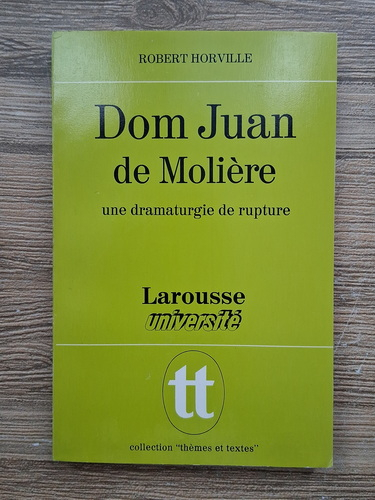 ROBERT HORVILLE
Dom Juan
de Molière
une dramaturgie de rupture
Larousse
université
tt
collection "thèmes et textes"